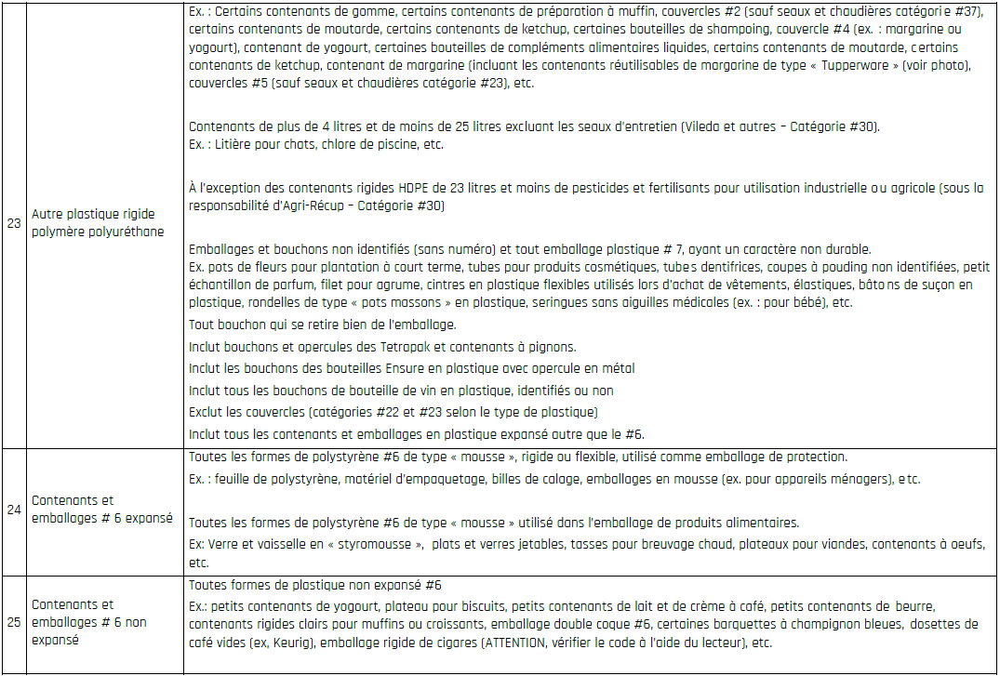 23
Autre plastique rigide
polymère polyuréthane
Ex. : Certains contenants de gomme, certains contenants de préparation à muffin, couvercles #2 (sauf seaux et chaudières catégorie #37),
certains contenants de moutarde, certains contenants de ketchup, certaines bouteilles de shampoing, couvercle #4 (ex. : margarine ou
yogourt), contenant de yogourt, certaines bouteilles de compléments alimentaires liquides, certains contenants de moutarde, certains
contenants de ketchup, contenant de margarine (incluant les contenants réutilisables de margarine de type « Tupperware » (voir photo),
couvercles #5 (sauf seaux et chaudières catégorie #23), etc.
Contenants de plus de 4 litres et de moins de 25 litres excluant les seaux d'entretien (Vileda et autres – Catégorie #30).
Ex. : Litière pour chats, chlore de piscine, etc.
À l'exception des contenants rigides HDPE de 23 litres et moins de pesticides et fertilisants pour utilisation industrielle ou agricole (sous la
responsabilité d'Agri-Récup – Catégorie #30)
Emballages et bouchons non identifiés (sans numéro) et tout emballage plastique # 7, ayant un caractère non durable.
Ex. pots de fleurs pour plantation à court terme, tubes pour produits cosmétiques, tubes dentifrices, coupes à pouding non identifiées, petit
échantillon de parfum, filet pour agrume, cintres en plastique flexibles utilisés lors d'achat de vêtements, élastiques, bâtons de suçon en
plastique, rondelles de type « pots massons » en plastique, seringues sans aiguilles médicales (ex. : pour bébé), etc.
Tout bouchon qui se retire bien de l'emballage.
Inclut bouchons et opercules des Tetrapak et contenants à pignons.
Inclut les bouchons des bouteilles Ensure en plastique avec opercule en métal
Inclut tous les bouchons de bouteille de vin en plastique, identifiés ou non
Exclut les couvercles (catégories #22 et #23 selon le type de plastique)
Inclut tous les contenants et emballages en plastique expansé autre que le #6.
24
Contenants et
emballages # 6 expansé
Toutes les formes de polystyrène #6 de type « mousse », rigide ou flexible, utilisé comme emballage de protection.
Ex. : feuille de polystyrène, matériel d'empaquetage, billes de calage, emballages en mousse (ex. pour appareils ménagers), etc.
Toutes les formes de polystyrène #6 de type « mousse » utilisé dans l'emballage de produits alimentaires.
Ex: Verre et vaisselle en « styromousse », plats et verres jetables, tasses pour breuvage chaud, plateaux pour viandes, contenants à oeufs,
etc.
25
Contenants et
emballages # 6 non
expansé
Toutes formes de plastique non expansé #6
Ex.: petits contenants de yogourt, plateau pour biscuits, petits contenants de lait et de crème à café, petits contenants de beurre,
contenants rigides clairs pour muffins ou croissants, emballage double coque #6, certaines barquettes à champignon bleues, dosettes de
café vides (ex, Keurig), emballage rigide de cigares (ATTENTION, vérifier le code à l'aide du lecteur), etc.